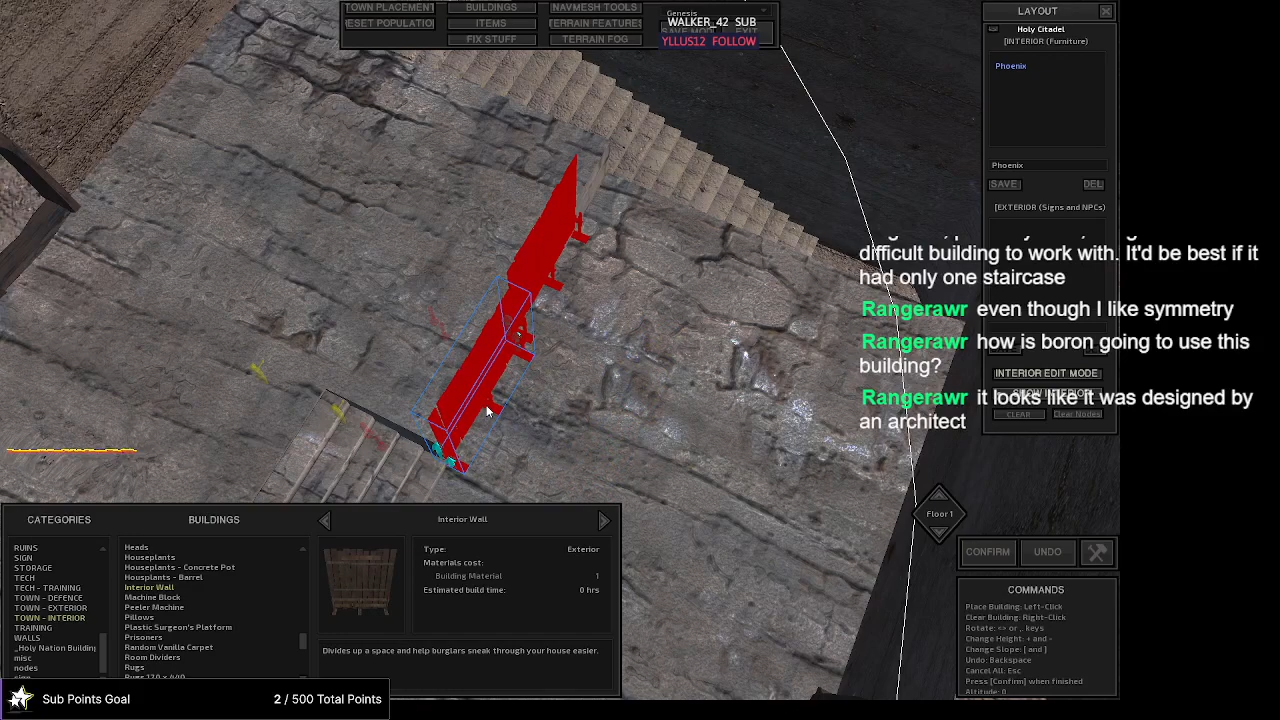 TOWN PLACEMENT
BUILDINGS
NAVMESH TOOLS
Genesis
RESET POPULATIO
ITEMS
TERRAIN FEATURES
WALKER_42 SUB
FIX STUFF
TERRAIN FOG
YLLUS12 FOLLOW
LAYOUT
Holy Citadel
[INTERIOR (Furniture)
Phoenix
Phoenix
SAVE
DEL
[EXTERIOR (Signs and NPCs)
difficult building to work with. It'd be best if it
had only one staircase
Rangerawr even though I like symmetry
Rangerawr how is boron going to use this
building?
INTERIOR EDIT MODE
Rangerawr it looks like it was designed by
an architect
SHOW INTERIOR
CLEAR
Clear Nodes
Floor 1
CONFIRM
UNDO
COMMANDS
Place Building: Left-Click
Clear Building: Right-Click
Rotate: <> or ,. keys
Change Height: + and -
Change Slope: [ and ]
Undo: Backspace
Cancel All: Esc
Press [Confirm] when finished
Altitude: 0
CATEGORIES
RUINS
SIGN
STORAGE
TECH
TECH - TRAINING
TOWN - DEFENCE
TOWN - EXTERIOR
TOWN - INTERIOR
TRAINING
WALLS
_Holy Nation Building
misc
nodes
BUILDINGS
Heads
Houseplants
Houseplants - Concrete Pot
Housplants - Barrel
Interior Wall
Machine Block
Peeler Machine
Pillows
Plastic Surgeon's Platform
Prisoners
Random Vanilla Carpet
Room Dividers
Rugs
Interior Wall
Type: Exterior
Materials cost:
Building Material 1
Estimated build time: 0 hrs
Divides up a space and help burglars sneak through your house easier.
Sub Points Goal
2 / 500 Total Points